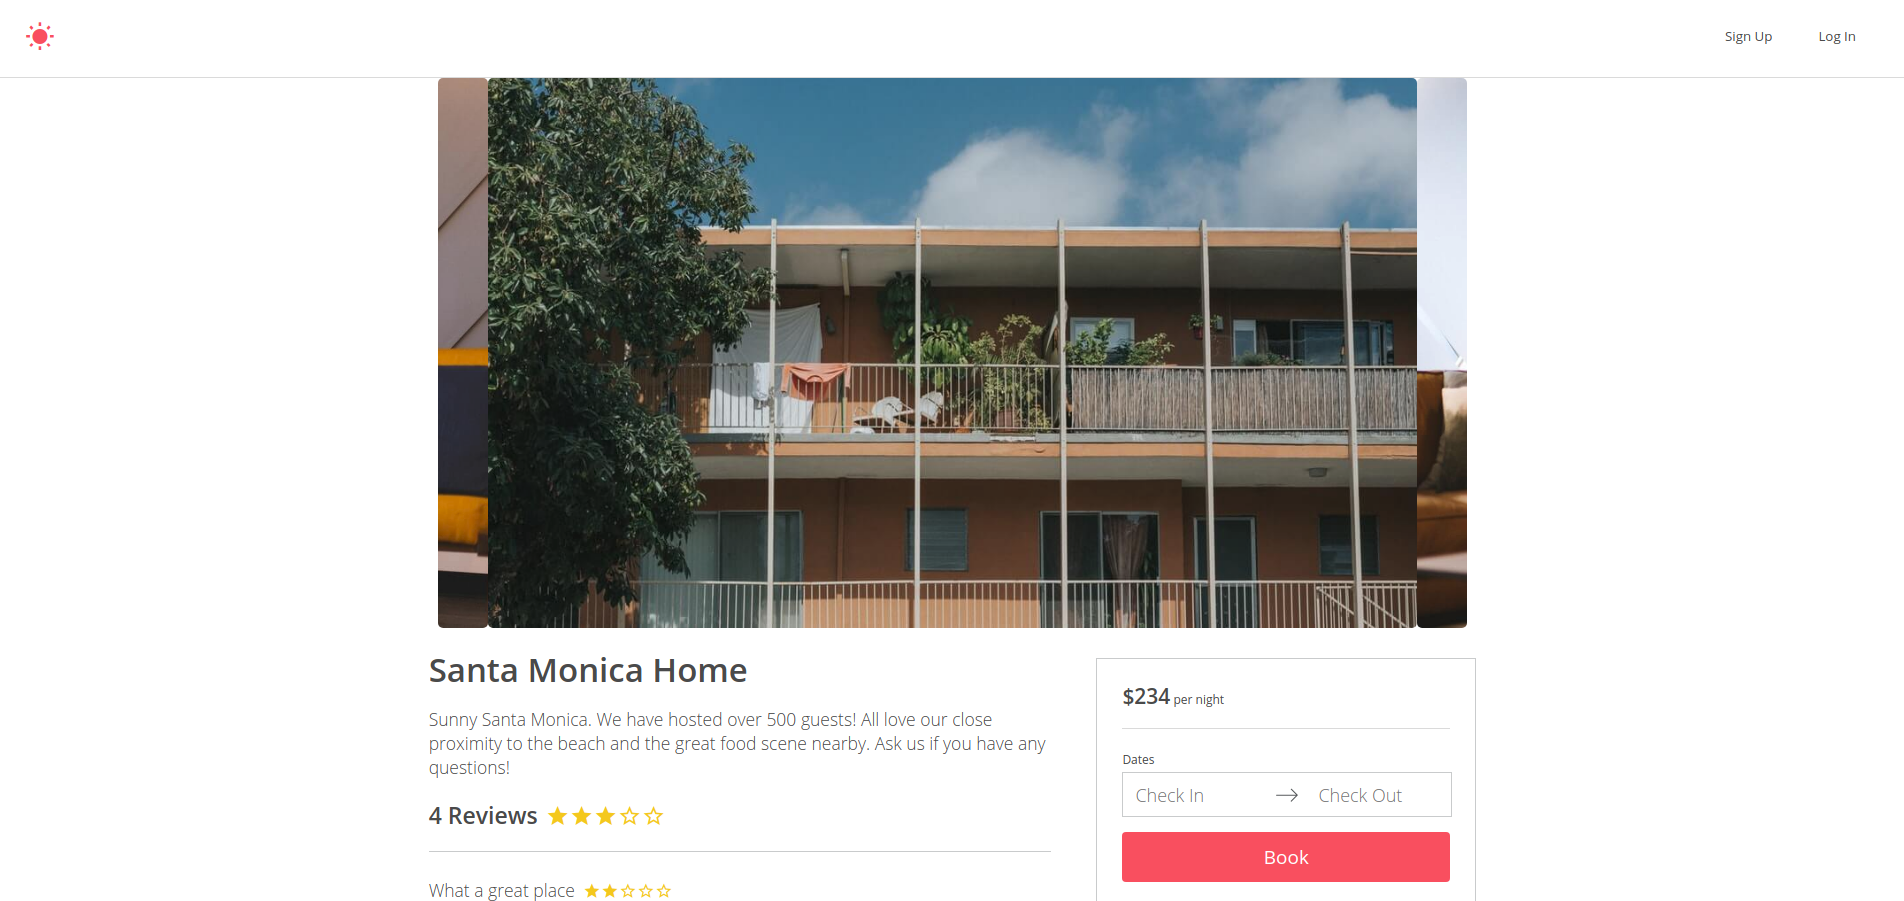 Sign Up
Log In
Santa Monica Home
Sunny Santa Monica. We have hosted over 500 guests! All love our close
proximity to the beach and the great food scene nearby. Ask us if you have any
questions!
4 Reviews
What a great place
$234 per night
Dates
Check In
Check Out
Book